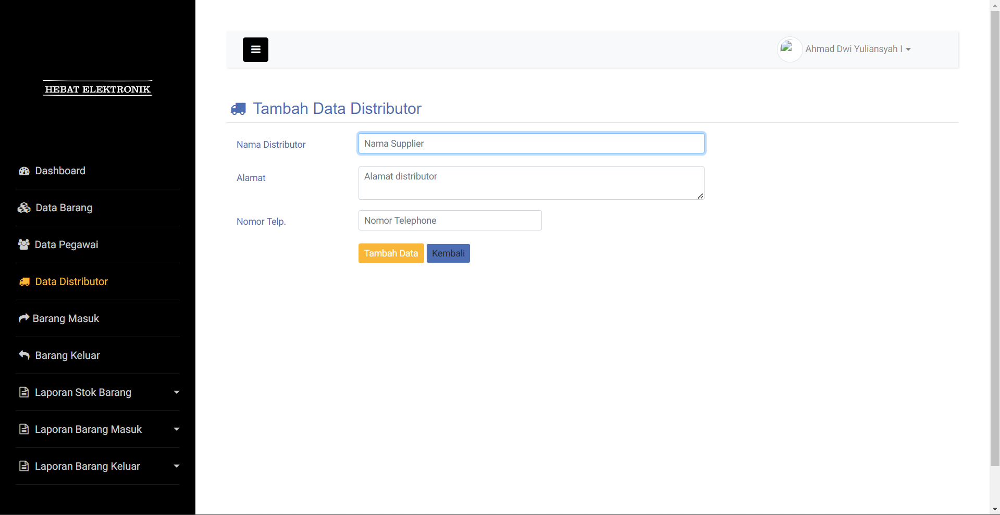 HEBAT ELEKTRONIK
Dashboard
Data Barang
Data Pegawai
Data Distributor
Barang Masuk
Barang Keluar
Laporan Stok Barang
Laporan Barang Masuk
Laporan Barang Keluar
Ahmad Dwi Yuliansyah I
Tambah Data Distributor
Nama Distributor
Nama Supplier
Alamat
Alamat distributor
Nomor Telp.
Nomor Telephone
Tambah Data
Kembali